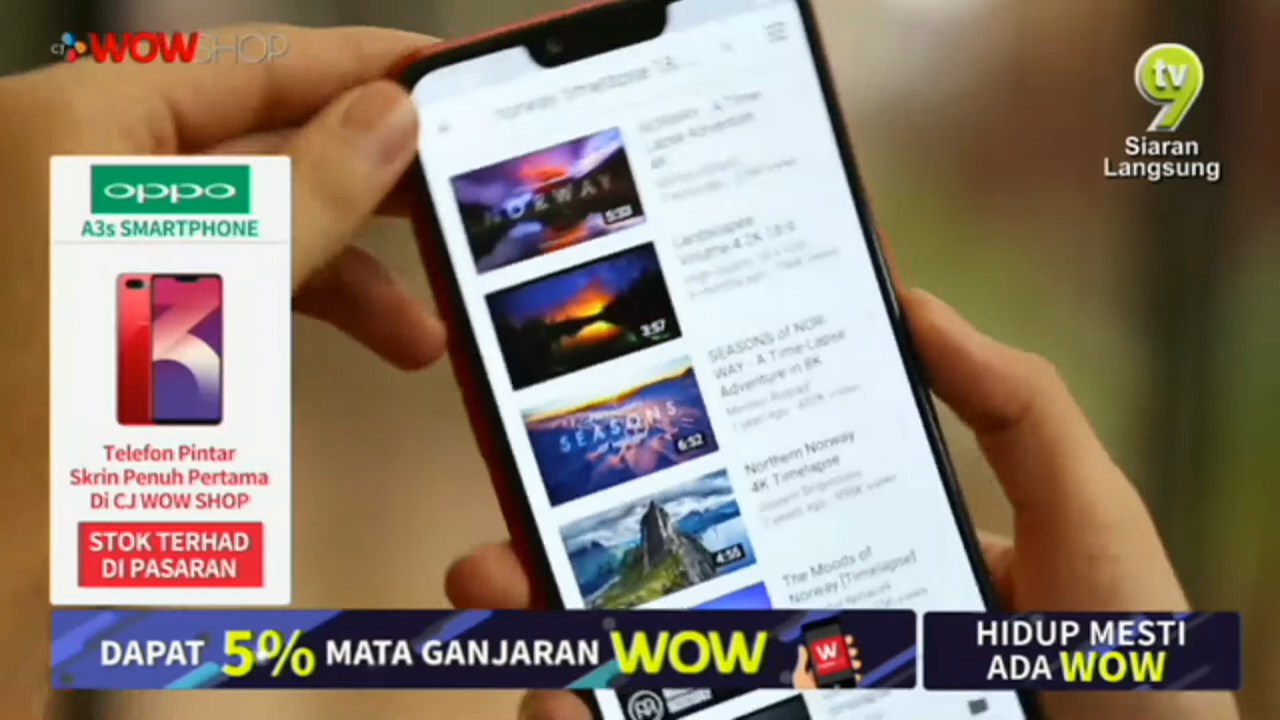 CJ WOW SHOP
tv
9
Siaran
Langsung
oppo
A3s SMARTPHONE
Telefon Pintar
Skrin Penuh Pertama
Di CJ WOW SHOP
STOK TERHAD
DI PASARAN
NORWAY
5:33
3:57
SEASONS of NOR-
WAY - A Time-Lapse
Adventure in 8K
SEASONS
6:52
Northern Norway
4K Timelapse
4:55
The Moods of
Norway [Timelapse]
DAPAT 5% MATA GANJARAN WOW
W
HIDUP MESTI
ADA WOW